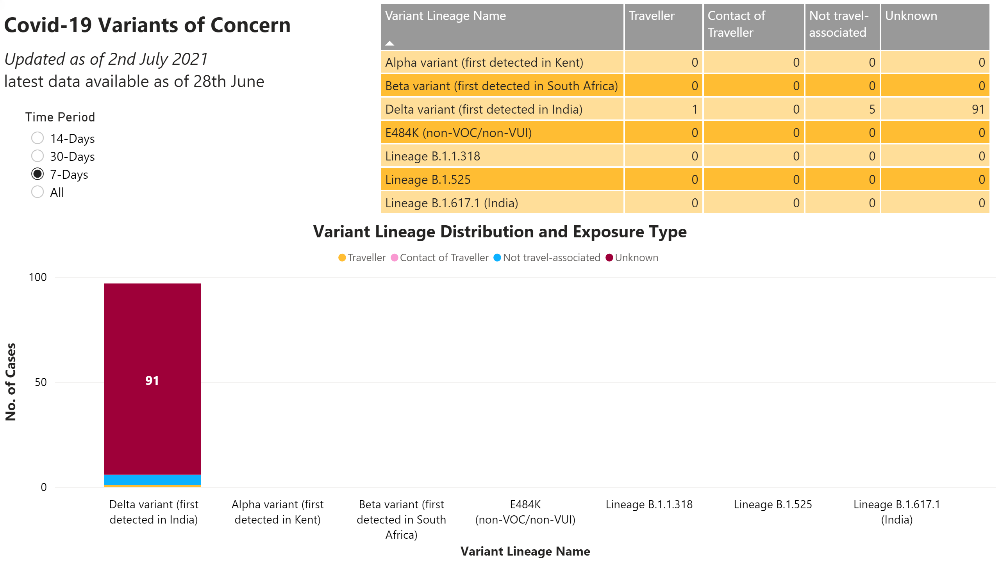 Covid-19 Variants of Concern
Updated as of 2nd July 2021
latest data available as of 28th June
Time Period
14-Days
30-Days
7-Days
All
Variant Lineage Name Traveller Contact of Traveller Not travel-associated Unknown
Alpha variant (first detected in Kent) 0 0 0 0
Beta variant (first detected in South Africa) 0 0 0 0
Delta variant (first detected in India) 1 0 5 91
E484K (non-VOC/non-VUI) 0 0 0 0
Lineage B.1.1.318 0 0 0 0
Lineage B.1.525 0 0 0 0
Lineage B.1.617.1 (India) 0 0 0 0
Variant Lineage Distribution and Exposure Type
Traveller Contact of Traveller Not travel-associated Unknown
No. of Cases
100
50
0
91
Delta variant (first
detected in India)
Alpha variant (first
detected in Kent)
Beta variant (first
detected in South
Africa)
E484K
(non-VOC/non-VUI)
Lineage B.1.1.318
Lineage B.1.525
Lineage B.1.617.1
(India)
Variant Lineage Name